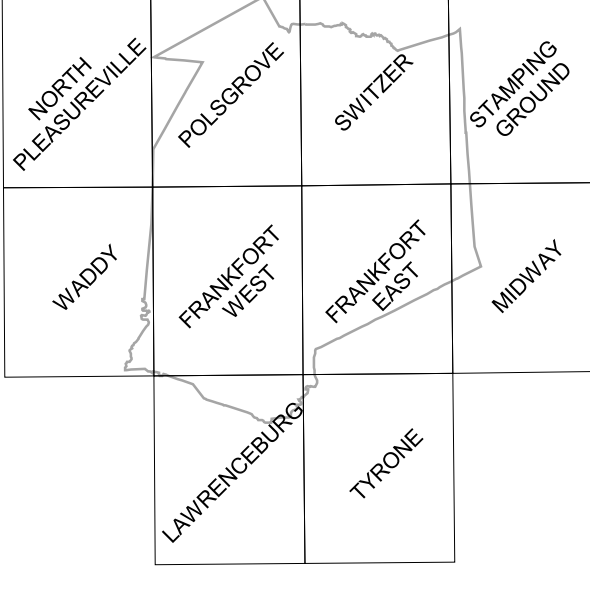 NORTH
PLEASUREVILLE
POLSGROVE
SWITZER
STAMPING
GROUND
WADDY
FRANKFORT
WEST
FRANKFORT
EAST
MIDWAY
LAWRENCEBURG
TYRONE